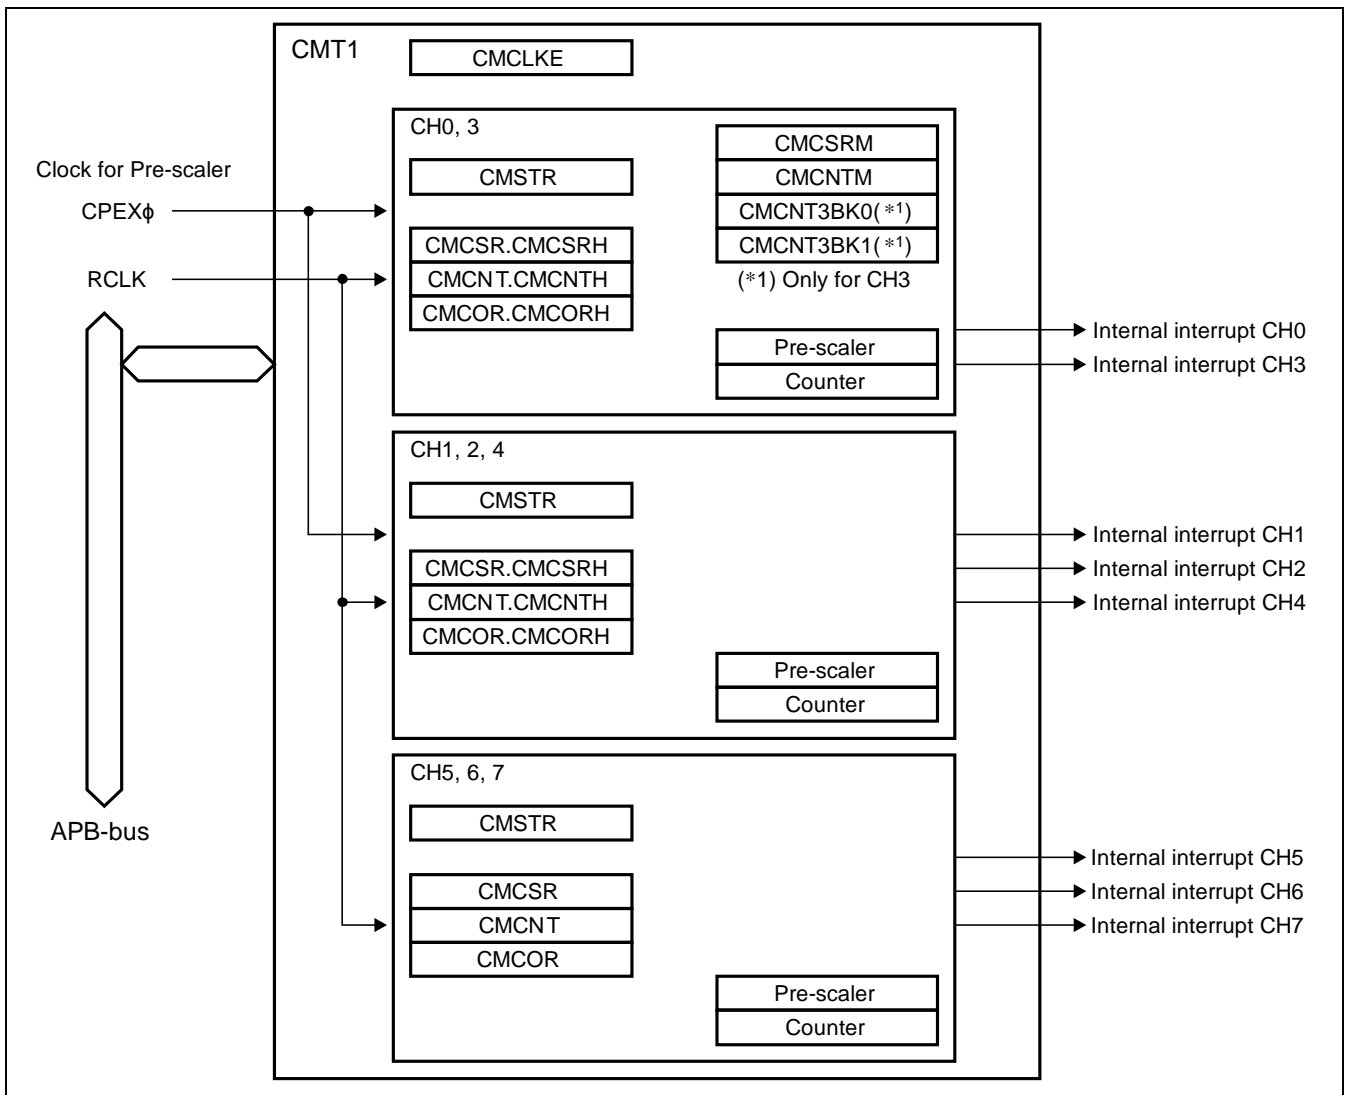 CMT1
CMCLKE
Clock for Pre-scaler
CPEXϕ
RCLK
APB-bus
CH0, 3
CMSTR
CMCSR.CMCSRH
CMCNT.CMCNTH
CMCOR.CMCORH
CMCSRM
CMCNTM
CMCNT3BK0(*1)
CMCNT3BK1(*1)
(*1) Only for CH3
Pre-scaler
Counter
Internal interrupt CH0
Internal interrupt CH3
CH1, 2, 4
CMSTR
CMCSR.CMCSRH
CMCNT.CMCNTH
CMCOR.CMCORH
Pre-scaler
Counter
Internal interrupt CH1
Internal interrupt CH2
Internal interrupt CH4
CH5, 6, 7
CMSTR
CMCSR
CMCNT
CMCOR
Pre-scaler
Counter
Internal interrupt CH5
Internal interrupt CH6
Internal interrupt CH7